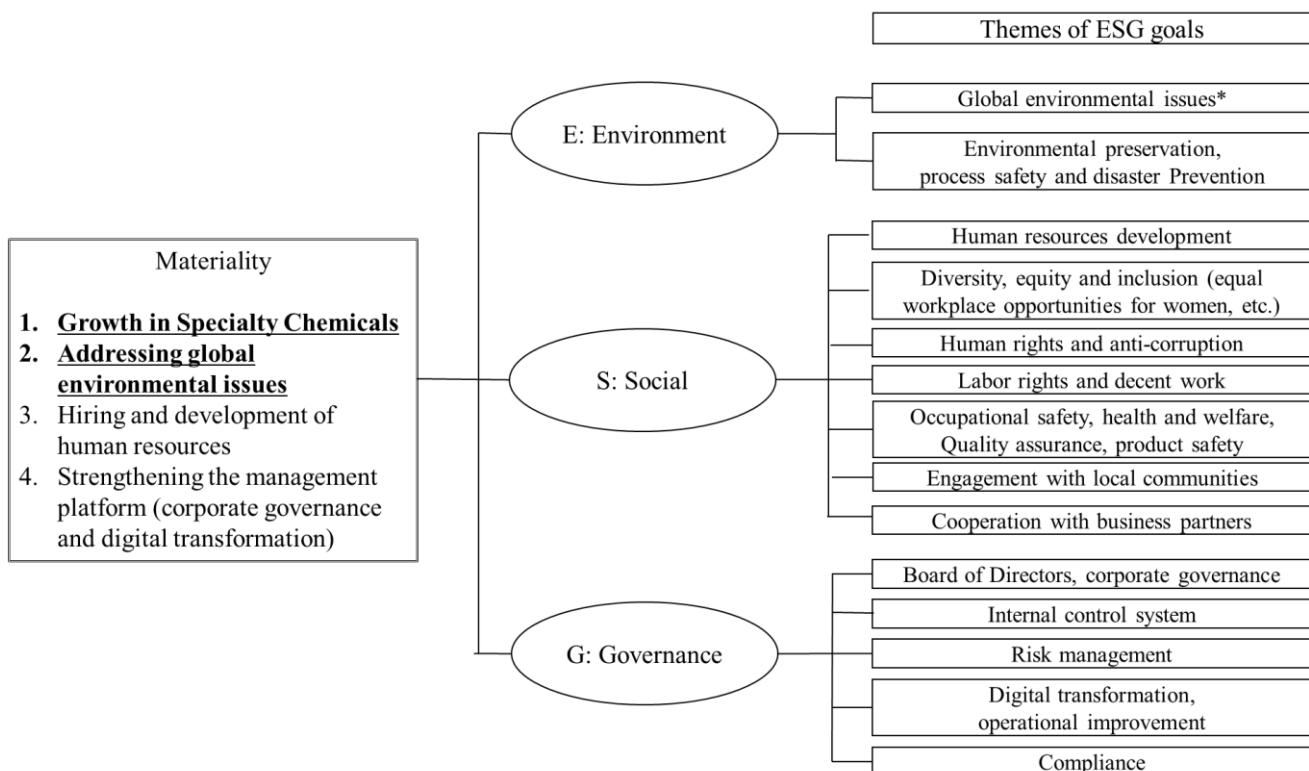 Themes of ESG goals
E: Environment
Global environmental issues*
Environmental preservation,
process safety and disaster Prevention
Materiality
1. Growth in Specialty Chemicals
2. Addressing global
environmental issues
3. Hiring and development of
human resources
4. Strengthening the management
platform (corporate governance
and digital transformation)
S: Social
Human resources development
Diversity, equity and inclusion (equal
workplace opportunities for women, etc.)
Human rights and anti-corruption
Labor rights and decent work
Occupational safety, health and welfare,
Quality assurance, product safety
Engagement with local communities
Cooperation with business partners
G: Governance
Board of Directors, corporate governance
Internal control system
Risk management
Digital transformation,
operational improvement
Compliance